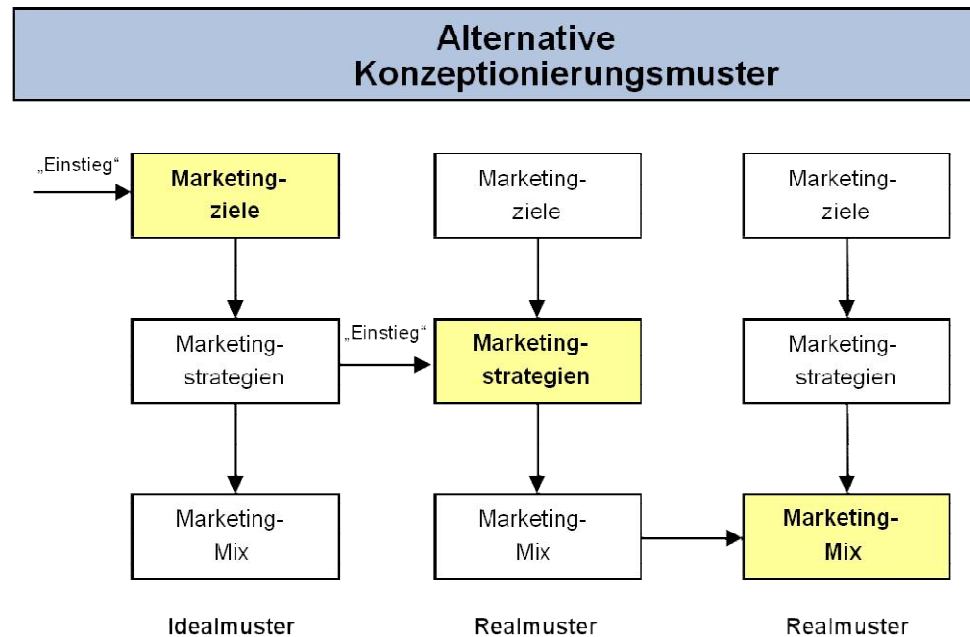 Alternative
Konzeptionierungsmuster
„Einstieg“
Marketing-
ziele
Marketing-
ziele
Marketing-
ziele
Marketing-
strategien
„Einstieg“
Marketing-
strategien
Marketing-
strategien
Marketing-
Mix
Marketing-
Mix
Marketing-
Mix
Idealmuster
Realmuster
Realmuster